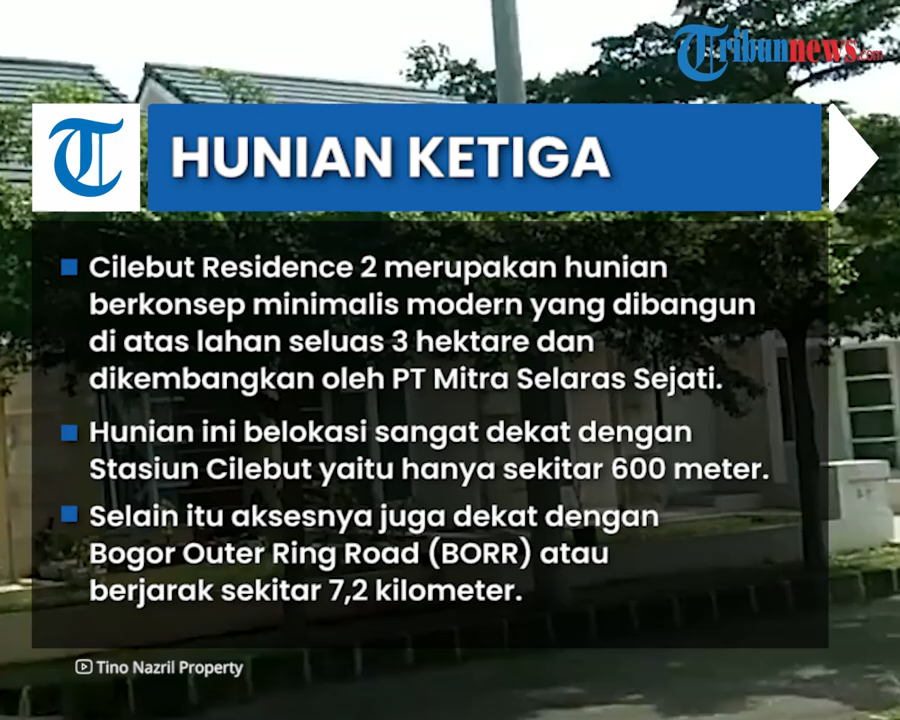 Tribunnews.com
T
HUNIAN KETIGA
Cilebut Residence 2 merupakan hunian
berkonsep minimalis modern yang dibangun
di atas lahan seluas 3 hektare dan
dikembangkan oleh PT Mitra Selaras Sejati.
Hunian ini belokasi sangat dekat dengan
Stasiun Cilebut yaitu hanya sekitar 600 meter.
Selain itu aksesnya juga dekat dengan
Bogor Outer Ring Road (BORR) atau
berjarak sekitar 7,2 kilometer.
Tino Nazril Property